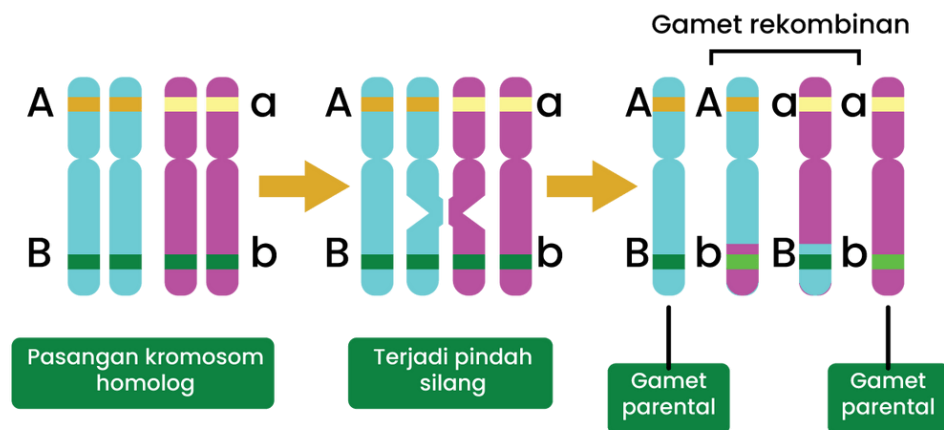 Gamet rekombinan
A a A a A A a a
B b B b B b B b
Pasangan kromosom
homolog
Terjadi pindah
silang
Gamet
parental
Gamet
parental